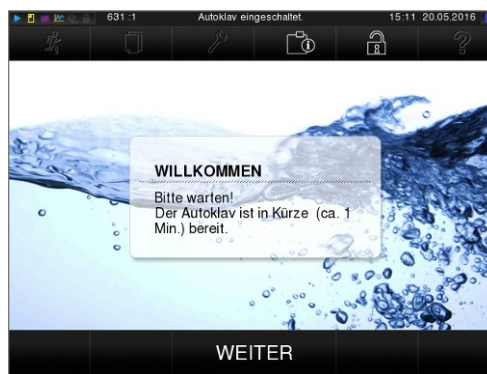 631 :1 Autoklav eingeschaltet. 15:11 20.05.2016
WILLKOMMEN
Bitte warten!
Der Autoklav ist in Kürze (ca. 1
Min.) bereit.
WEITER